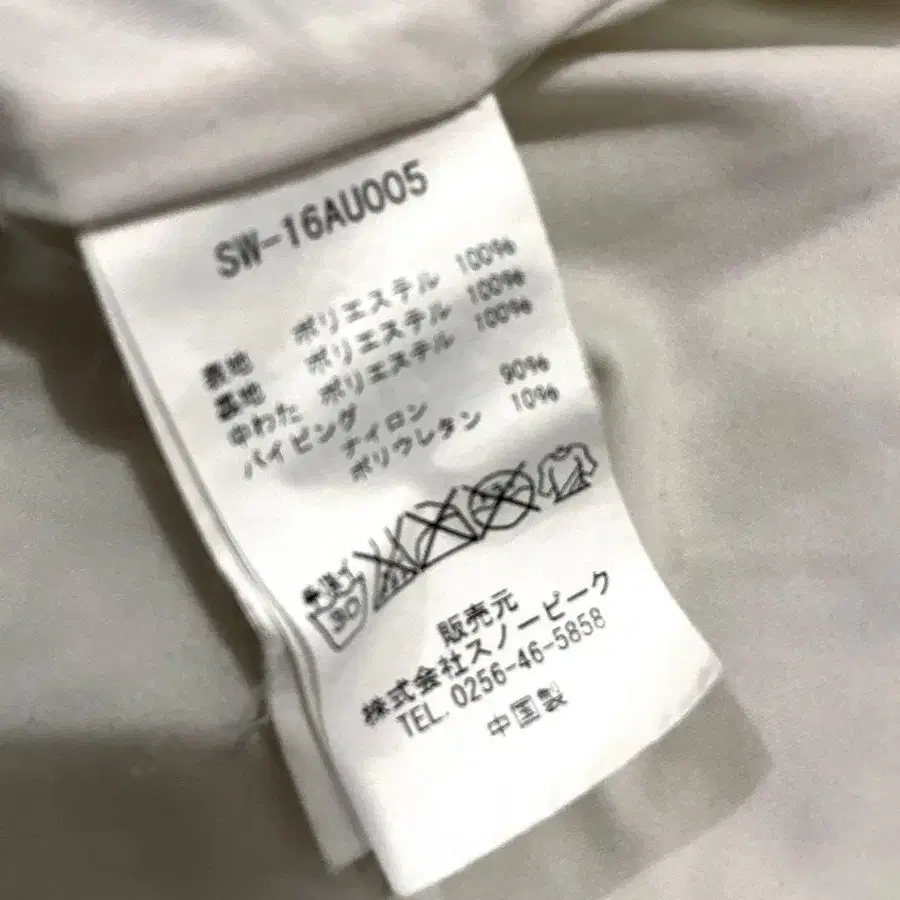 SW-16AU005
表地 ポリエステル 100%
裏地 ポリエステル 100%
中わた ポリエステル 100%
パイピング
ナイロン 90%
ポリウレタン 10%
手洗イ
30
販売元
株式会社スノーピーク
TEL. 0256-46-5858
中国製